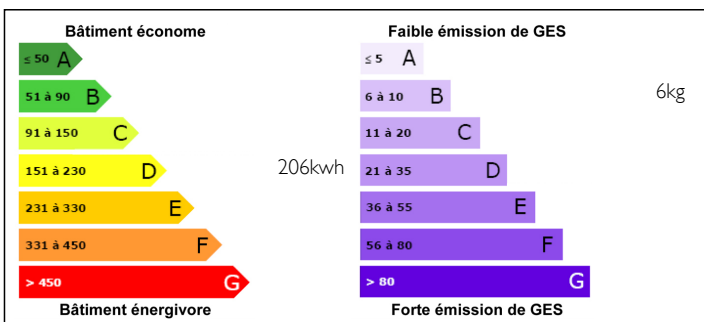 Bâtiment économe
≤ 50 A
51 à 90 B
91 à 150 C
151 à 230 D
206kwh
231 à 330 E
331 à 450 F
> 450 G
Bâtiment énergivore
Faible émission de GES
≤ 5 A
6 à 10 B
6kg
11 à 20 C
21 à 35 D
36 à 55 E
56 à 80 F
> 80 G
Forte émission de GES